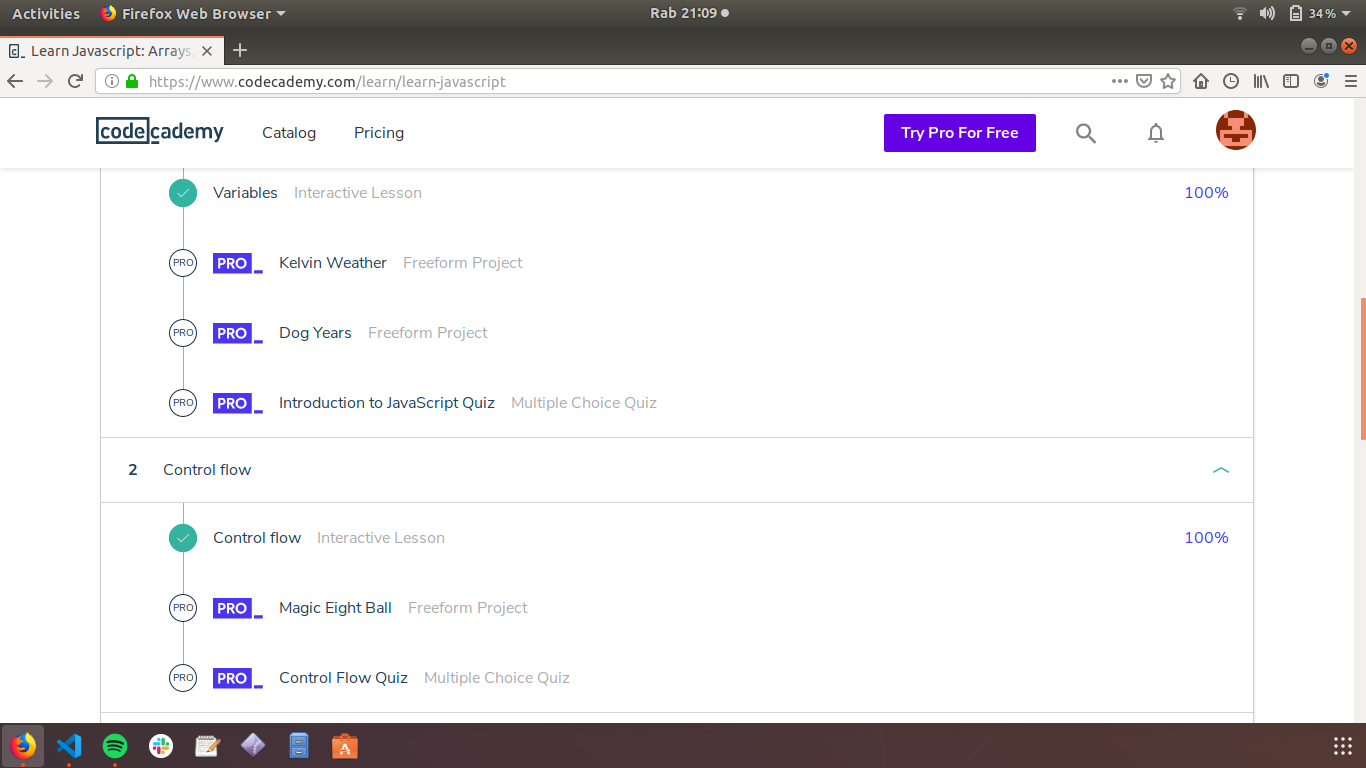 Activities Firefox Web Browser Rab 21:09 34%
Learn Javascript: Arrays,
https://www.codecademy.com/learn/learn-javascript
codecademy Catalog Pricing Try Pro For Free
Variables Interactive Lesson 100%
PRO PRO Kelvin Weather Freeform Project
PRO PRO Dog Years Freeform Project
PRO PRO Introduction to JavaScript Quiz Multiple Choice Quiz
2 Control flow
Control flow Interactive Lesson 100%
PRO PRO Magic Eight Ball Freeform Project
PRO PRO Control Flow Quiz Multiple Choice Quiz